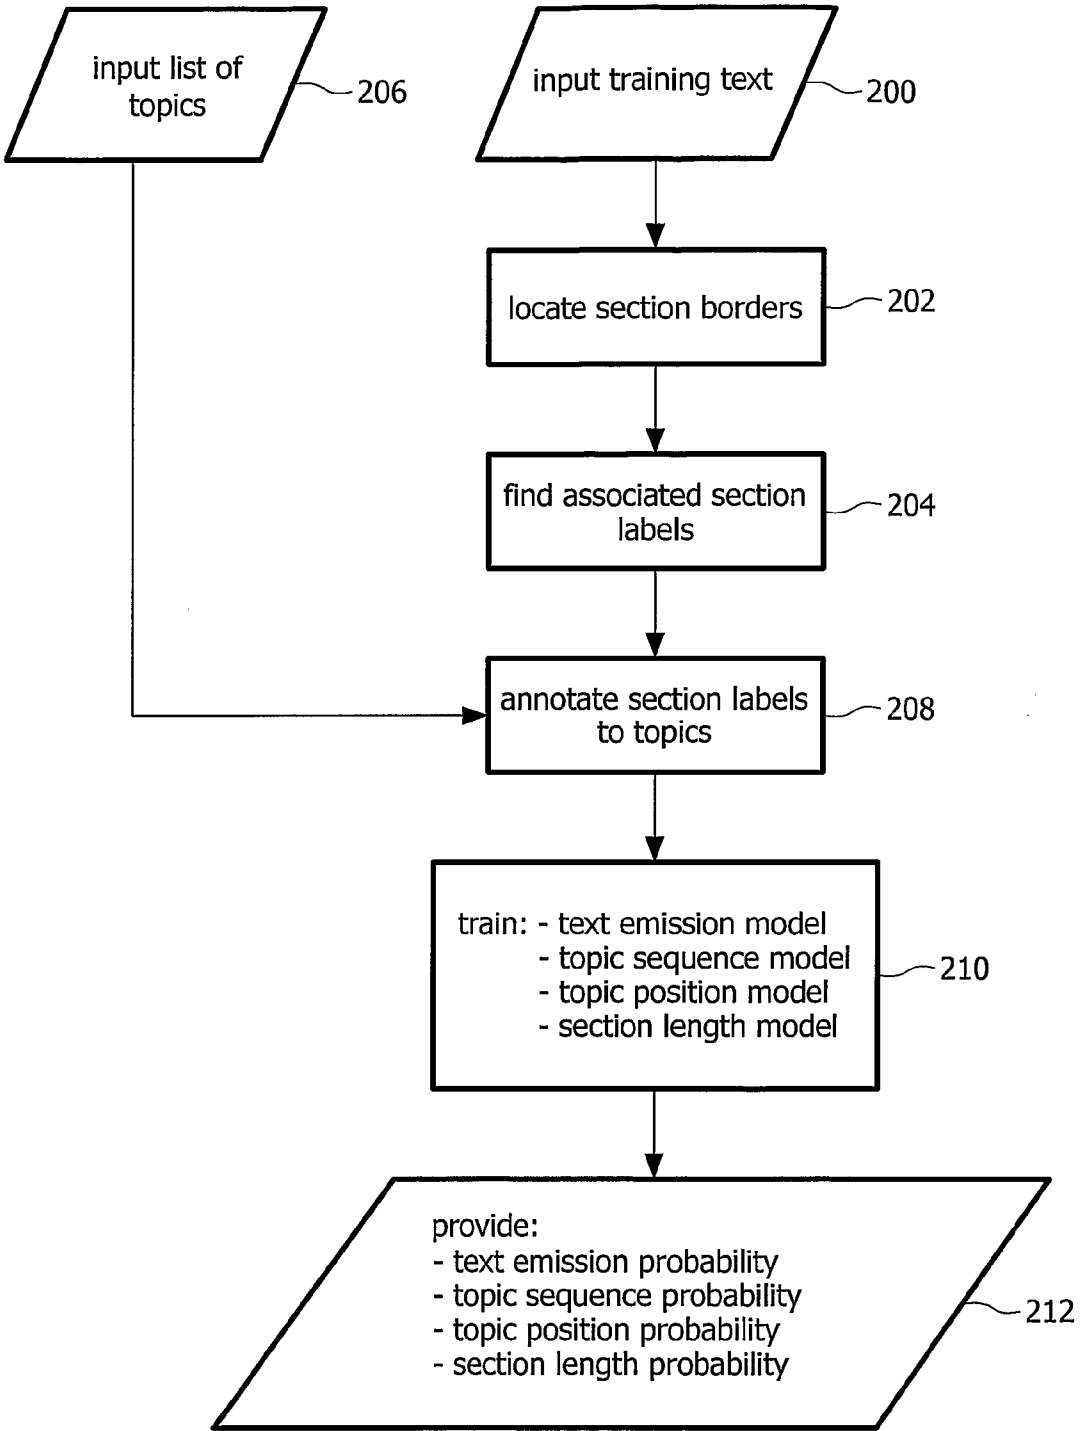 input list of
topics
206
input training text
200
locate section borders
202
find associated section
labels
204
annotate section labels
to topics
208
train: - text emission model
- topic sequence model
- topic position model
- section length model
210
provide:
- text emission probability
- topic sequence probability
- topic position probability
- section length probability
212